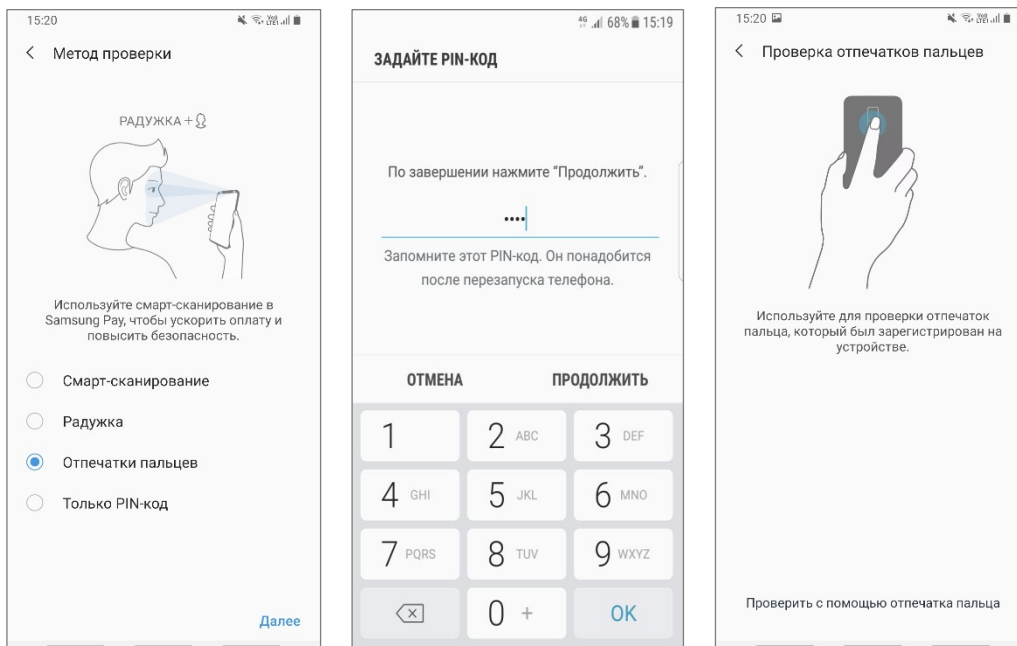 15:20
Метод проверки
РАДУЖКА +
Используйте смарт-сканирование в
Samsung Pay, чтобы ускорить оплату и
повысить безопасность.
Смарт-сканирование
Радужка
Отпечатки пальцев
Только PIN-код
Далее
4G 68% 15:19
ЗАДАЙТЕ PIN-КОД
По завершении нажмите “Продолжить”.
••••
Запомните этот PIN-код. Он понадобится
после перезапуска телефона.
ОТМЕНА ПРОДОЛЖИТЬ
1 2 ABC 3 DEF
4 GHI 5 JKL 6 MNO
7 PQRS 8 TUV 9 WXYZ
0 + OK
15:20
Проверка отпечатков пальцев
Используйте для проверки отпечаток
пальца, который был зарегистрирован на
устройстве.
Проверить с помощью отпечатка пальца